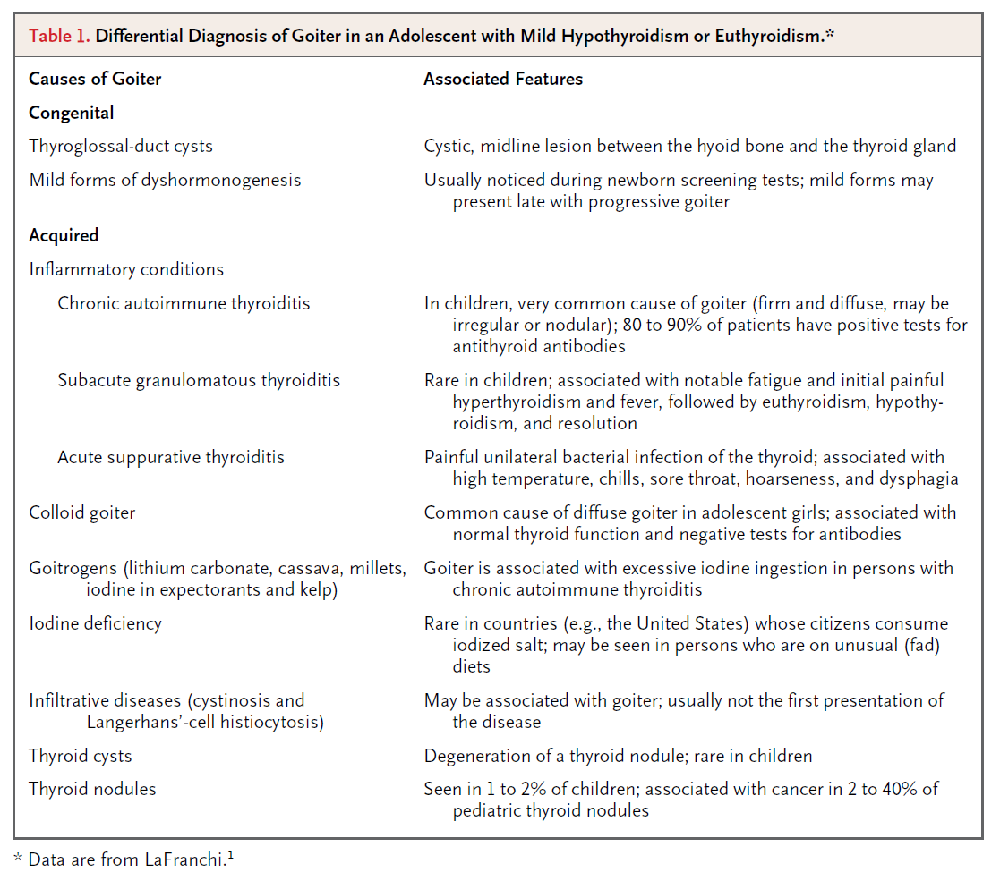 Table 1. Differential Diagnosis of Goiter in an Adolescent with Mild Hypothyroidism or Euthyroidism.*
Causes of Goiter
Associated Features
Congenital
Thyroglossal-duct cysts
Cystic, midline lesion between the hyoid bone and the thyroid gland
Mild forms of dyshormonogenesis
Usually noticed during newborn screening tests; mild forms may
present late with progressive goiter
Acquired
Inflammatory conditions
Chronic autoimmune thyroiditis
In children, very common cause of goiter (firm and diffuse, may be
irregular or nodular); 80 to 90% of patients have positive tests for
antithyroid antibodies
Subacute granulomatous thyroiditis
Rare in children; associated with notable fatigue and initial painful
hyperthyroidism and fever, followed by euthyroidism, hypothy-
roidism, and resolution
Acute suppurative thyroiditis
Painful unilateral bacterial infection of the thyroid; associated with
high temperature, chills, sore throat, hoarseness, and dysphagia
Colloid goiter
Common cause of diffuse goiter in adolescent girls; associated with
normal thyroid function and negative tests for antibodies
Goitrogens (lithium carbonate, cassava, millets,
iodine in expectorants and kelp)
Goiter is associated with excessive iodine ingestion in persons with
chronic autoimmune thyroiditis
Iodine deficiency
Rare in countries (e.g., the United States) whose citizens consume
iodized salt; may be seen in persons who are on unusual (fad)
diets
Infiltrative diseases (cystinosis and
Langerhans'-cell histiocytosis)
May be associated with goiter; usually not the first presentation of
the disease
Thyroid cysts
Degeneration of a thyroid nodule; rare in children
Thyroid nodules
Seen in 1 to 2% of children; associated with cancer in 2 to 40% of
pediatric thyroid nodules
* Data are from LaFranchi.¹